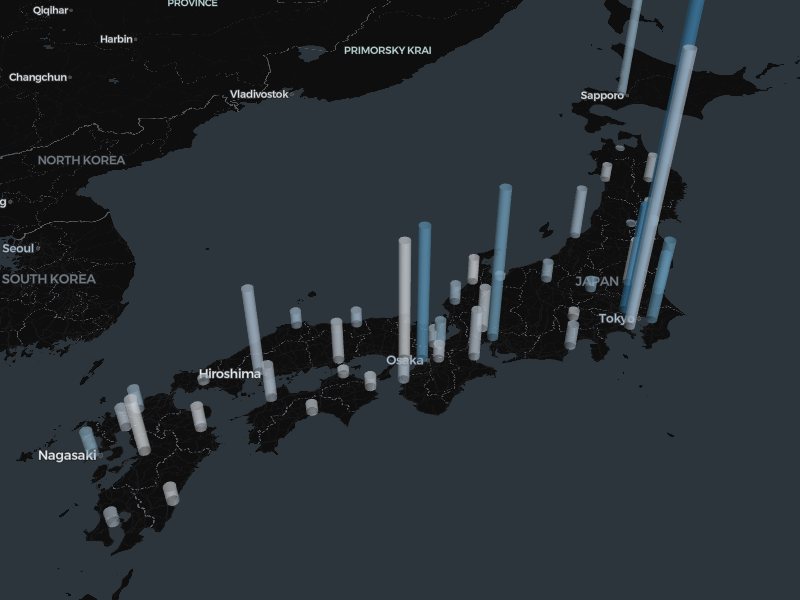 PROVINCE
Qiqihar
Harbin
PRIMORSKY KRAI
Changchun
Vladivostok
Sapporo
NORTH KOREA
g
Seoul
SOUTH KOREA
JAPAN
Tokyo
Osaka
Hiroshima
Nagasaki